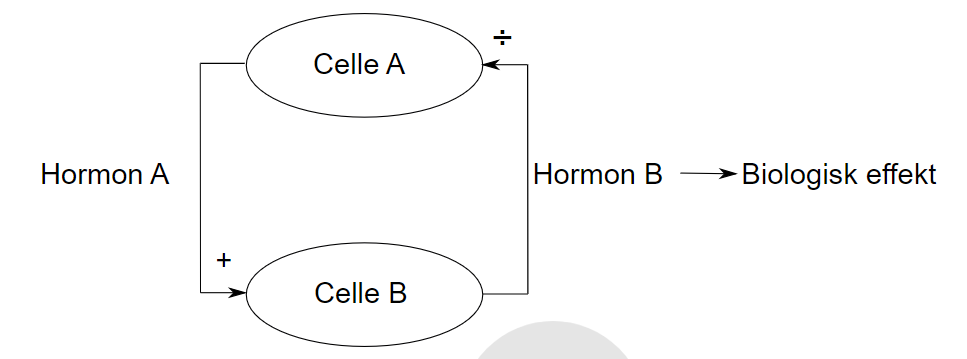 ÷
Celle A
Hormon A
Hormon B
Biologisk effekt
+
Celle B